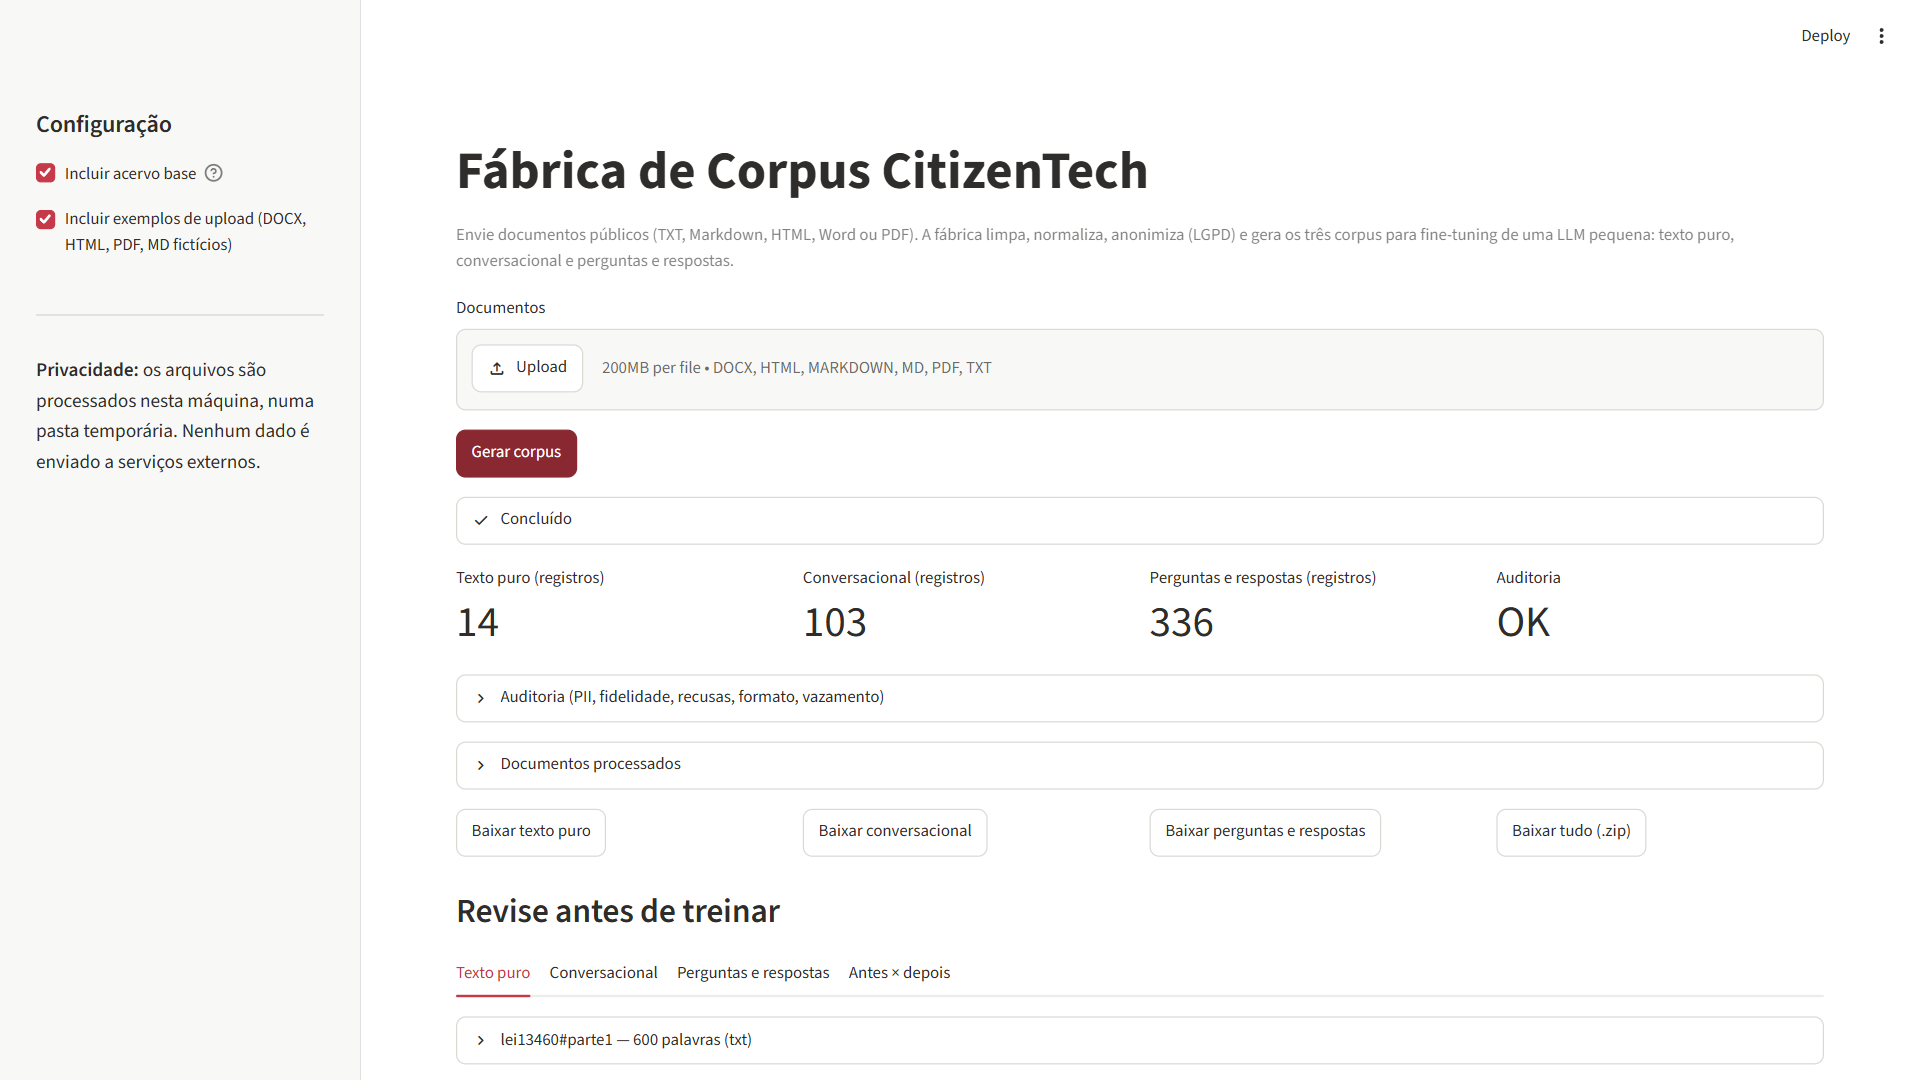 Deploy
Configuração
Incluir acervo base
Incluir exemplos de upload (DOCX,
HTML, PDF, MD fictícios)
Privacidade: os arquivos são
processados nesta máquina, numa
pasta temporária. Nenhum dado é
enviado a serviços externos.
Fábrica de Corpus CitizenTech
Envie documentos públicos (TXT, Markdown, HTML, Word ou PDF). A fábrica limpa, normaliza, anonimiza (LGPD) e gera os três corpus para fine-tuning de uma LLM pequena: texto puro,
conversacional e perguntas e respostas.
Documentos
Upload
200MB per file • DOCX, HTML, MARKDOWN, MD, PDF, TXT
Gerar corpus
Concluído
Texto puro (registros)
14
Conversacional (registros)
103
Perguntas e respostas (registros)
336
Auditoria
OK
Auditoria (PII, fidelidade, recusas, formato, vazamento)
Documentos processados
Baixar texto puro
Baixar conversacional
Baixar perguntas e respostas
Baixar tudo (.zip)
Revise antes de treinar
Texto puro
Conversacional
Perguntas e respostas
Antes × depois
lei13460#parte1 — 600 palavras (txt)